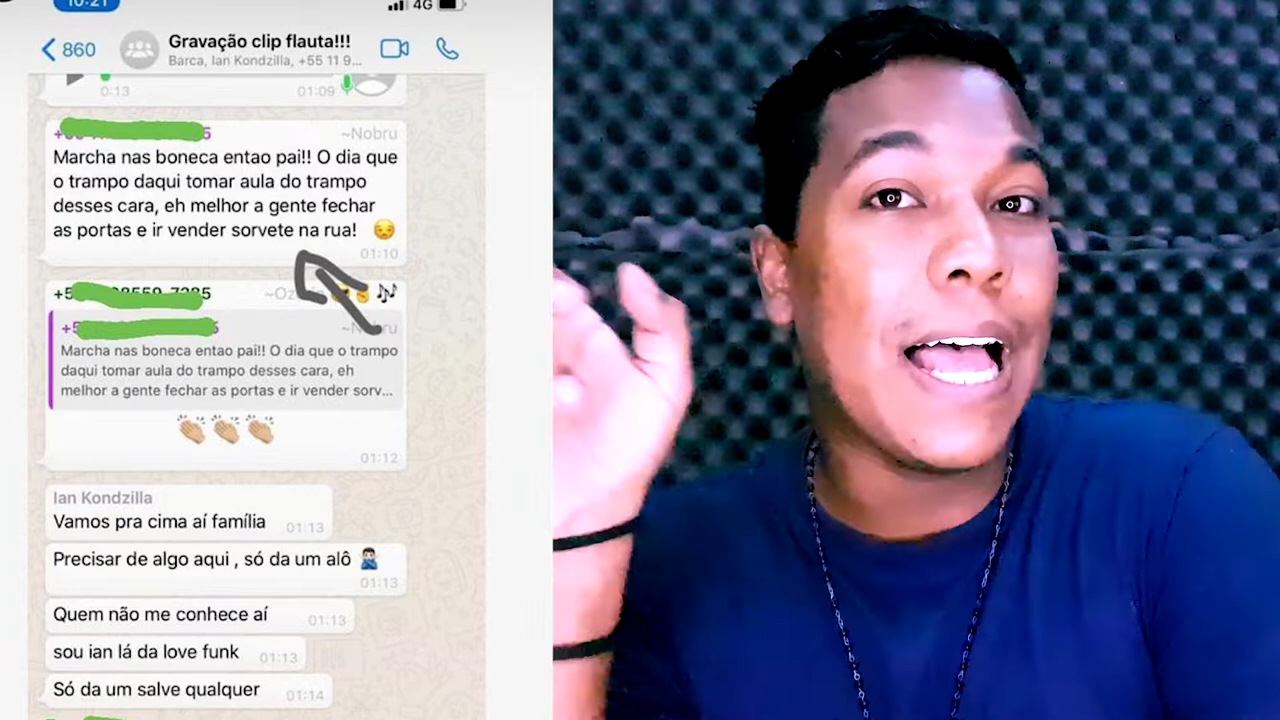 10:21
4G
860
Gravação clip flauta!!!
Barca, Ian Kondzilla, +55 11 9...
0:13 01:09
5 ~Nobru
Marcha nas boneca entao pai!! O dia que
o trampo daqui tomar aula do trampo
desses cara, eh melhor a gente fechar
as portas e ir vender sorvete na rua! 😔
01:10
🎶
Marcha nas boneca entao pai!! O dia que o trampo
daqui tomar aula do trampo desses cara, eh
melhor a gente fechar as portas e ir vender sorv...
👏🏼👏🏼👏🏼
01:12
Ian Kondzilla
Vamos pra cima aí família 01:13
Precisar de algo aqui , só da um alô
01:13
Quem não me conhece aí 01:13
sou ian lá da love funk 01:13
Só da um salve qualquer 01:14